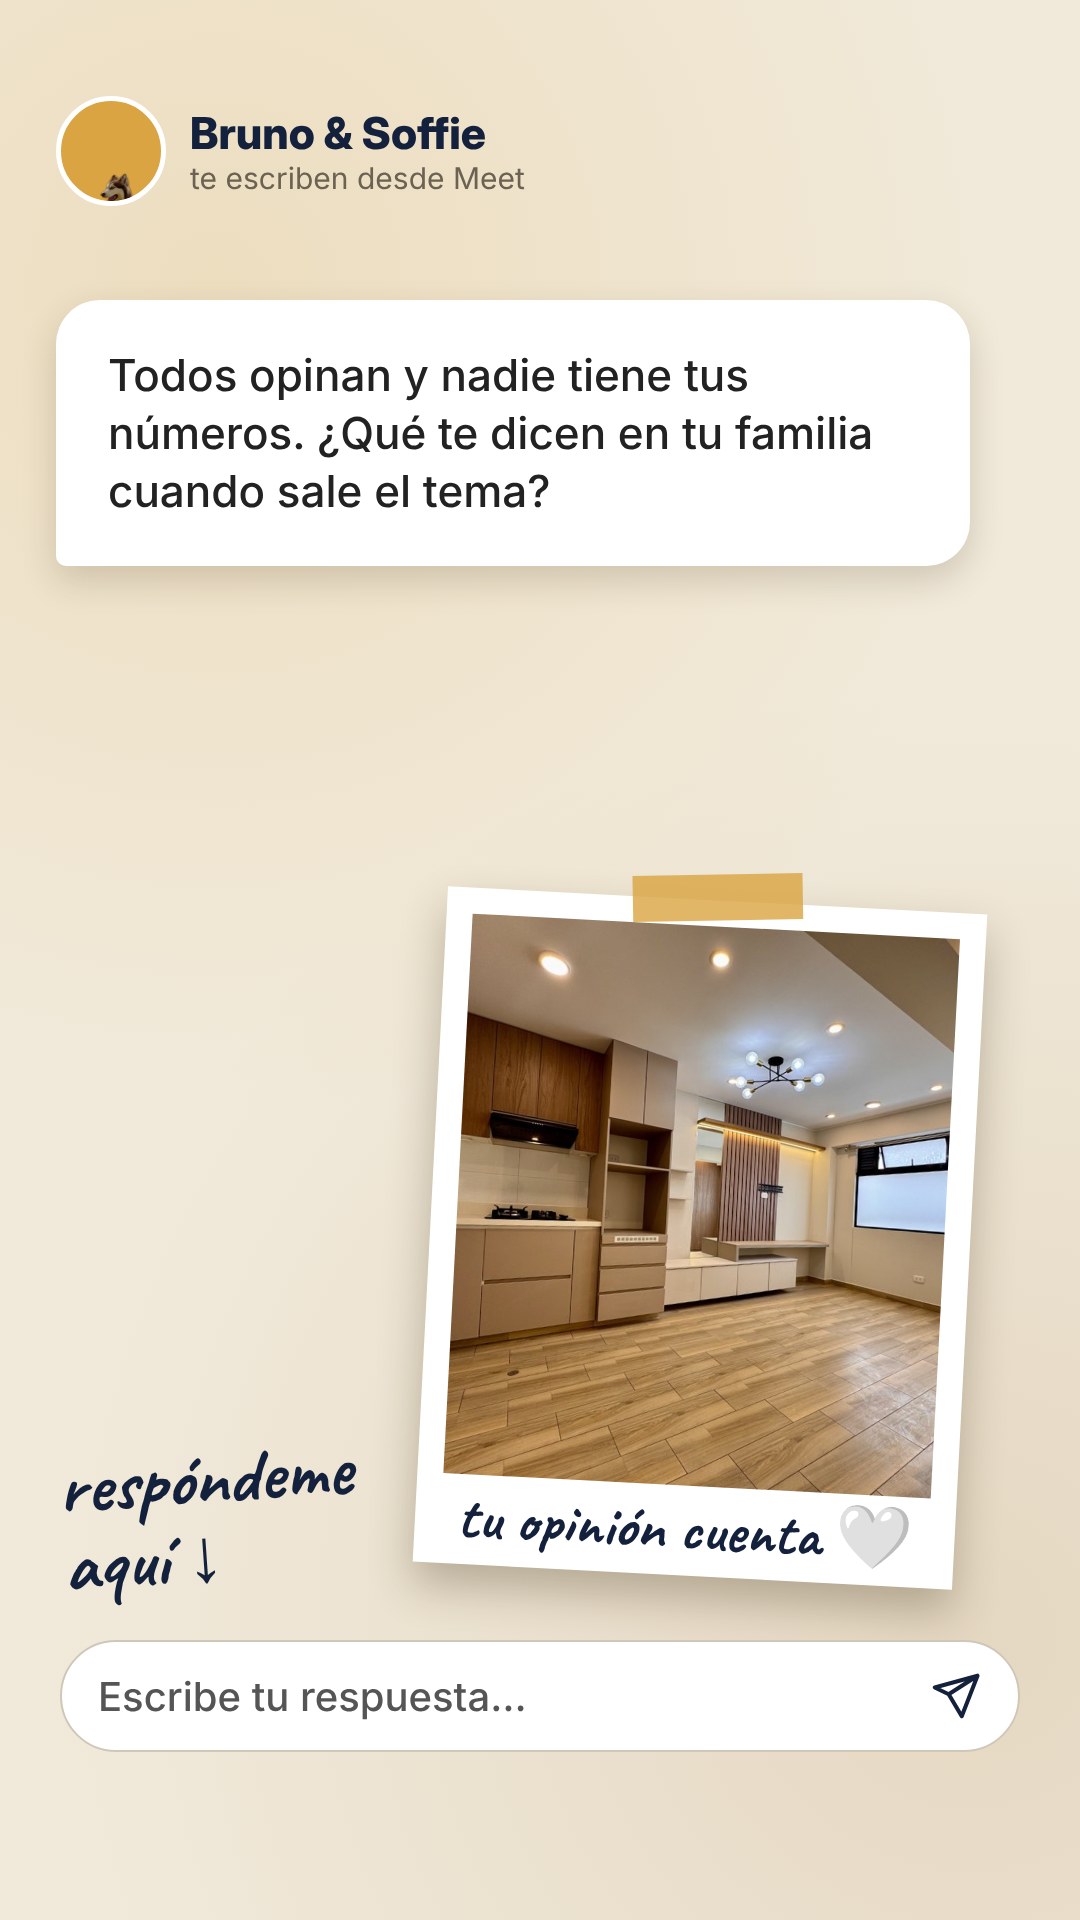 Bruno & Soffie
te escriben desde Meet
Todos opinan y nadie tiene tus
números. ¿Qué te dicen en tu familia
cuando sale el tema?
respóndeme
aquí ↓
tu opinión cuenta 🤍
Escribe tu respuesta...